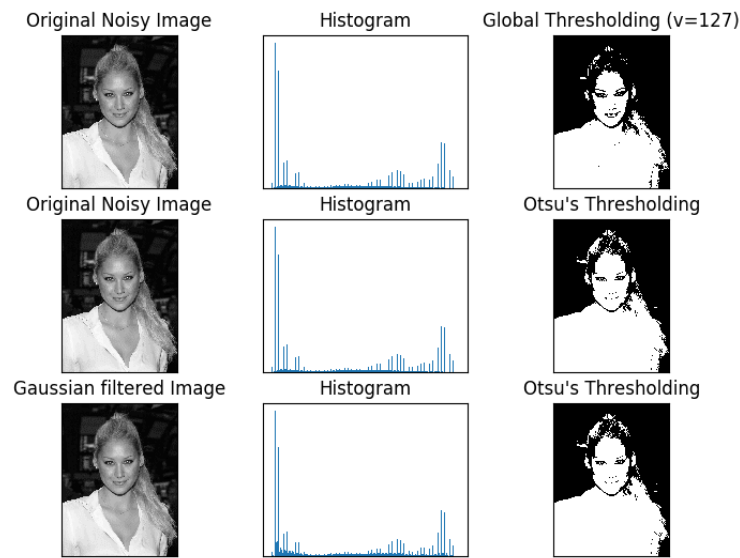 Original Noisy Image Histogram Global Thresholding (v=127)
Original Noisy Image Histogram Otsu's Thresholding
Gaussian filtered Image Histogram Otsu's Thresholding